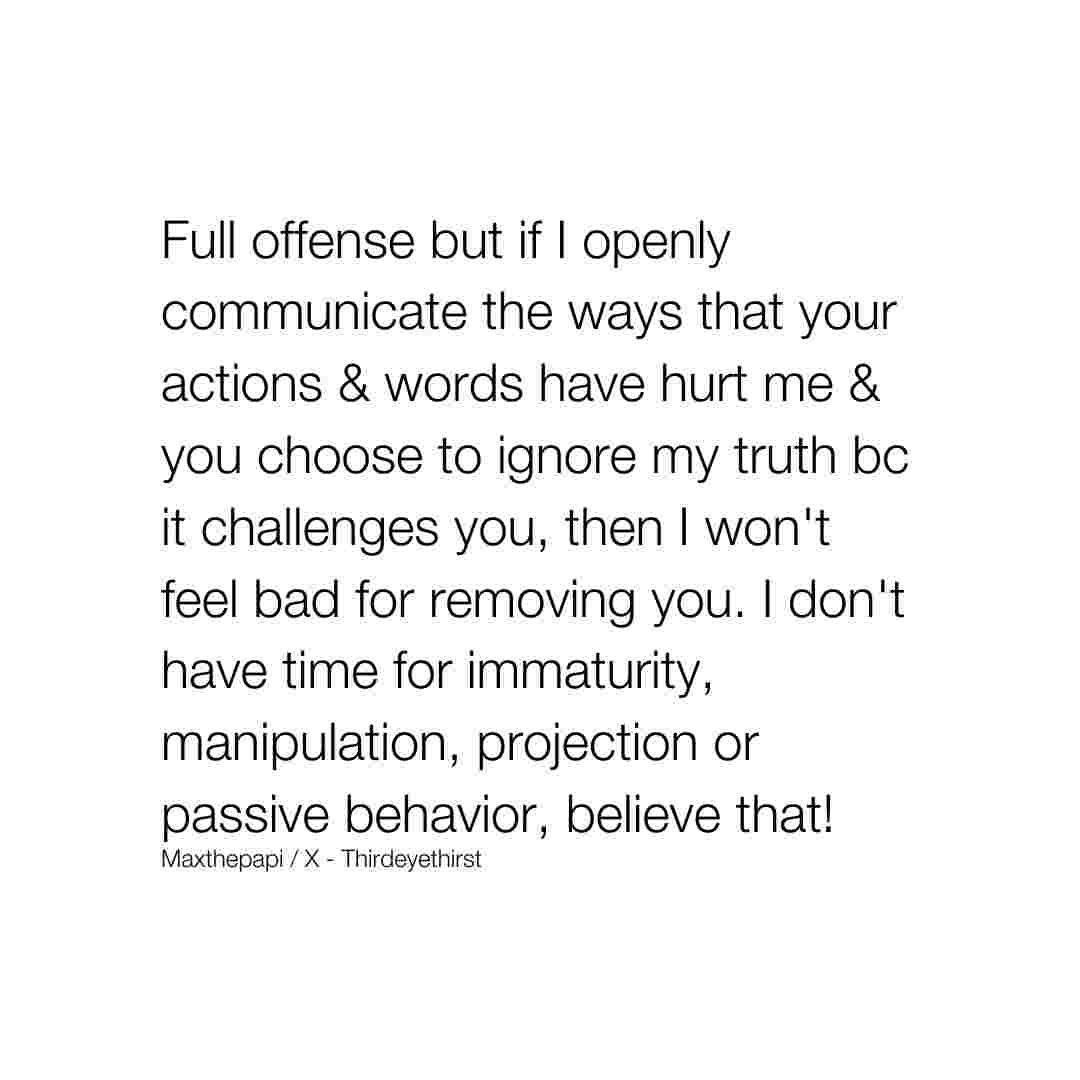 Full offense but if I openly
communicate the ways that your
actions & words have hurt me &
you choose to ignore my truth bc
it challenges you, then I won't
feel bad for removing you. I don't
have time for immaturity,
manipulation, projection or
passive behavior, believe that!
Maxthepapi / X - Thirdeyethirst